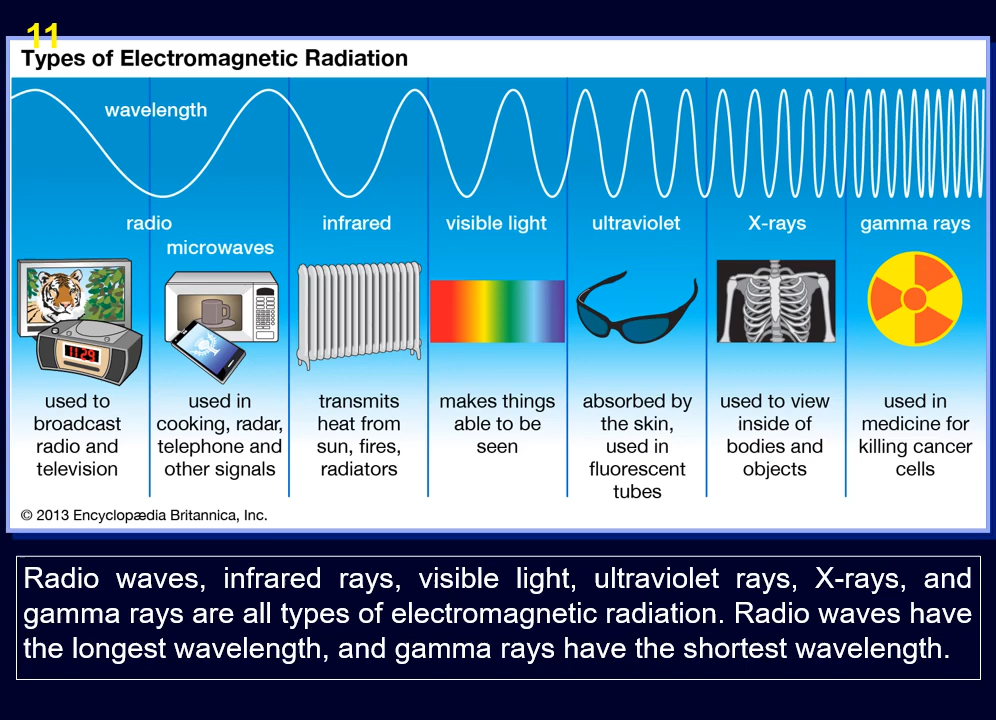 11
Types of Electromagnetic Radiation
wavelength
radio
microwaves
infrared
visible light
ultraviolet
X-rays
gamma rays
11:29
used to
broadcast
radio and
television
used in
cooking, radar,
telephone and
other signals
transmits
heat from
sun, fires,
radiators
makes things
able to be
seen
absorbed by
the skin,
used in
fluorescent
tubes
used to view
inside of
bodies and
objects
used in
medicine for
killing cancer
cells
© 2013 Encyclopædia Britannica, Inc.
Radio waves, infrared rays, visible light, ultraviolet rays, X-rays, and
gamma rays are all types of electromagnetic radiation. Radio waves have
the longest wavelength, and gamma rays have the shortest wavelength.